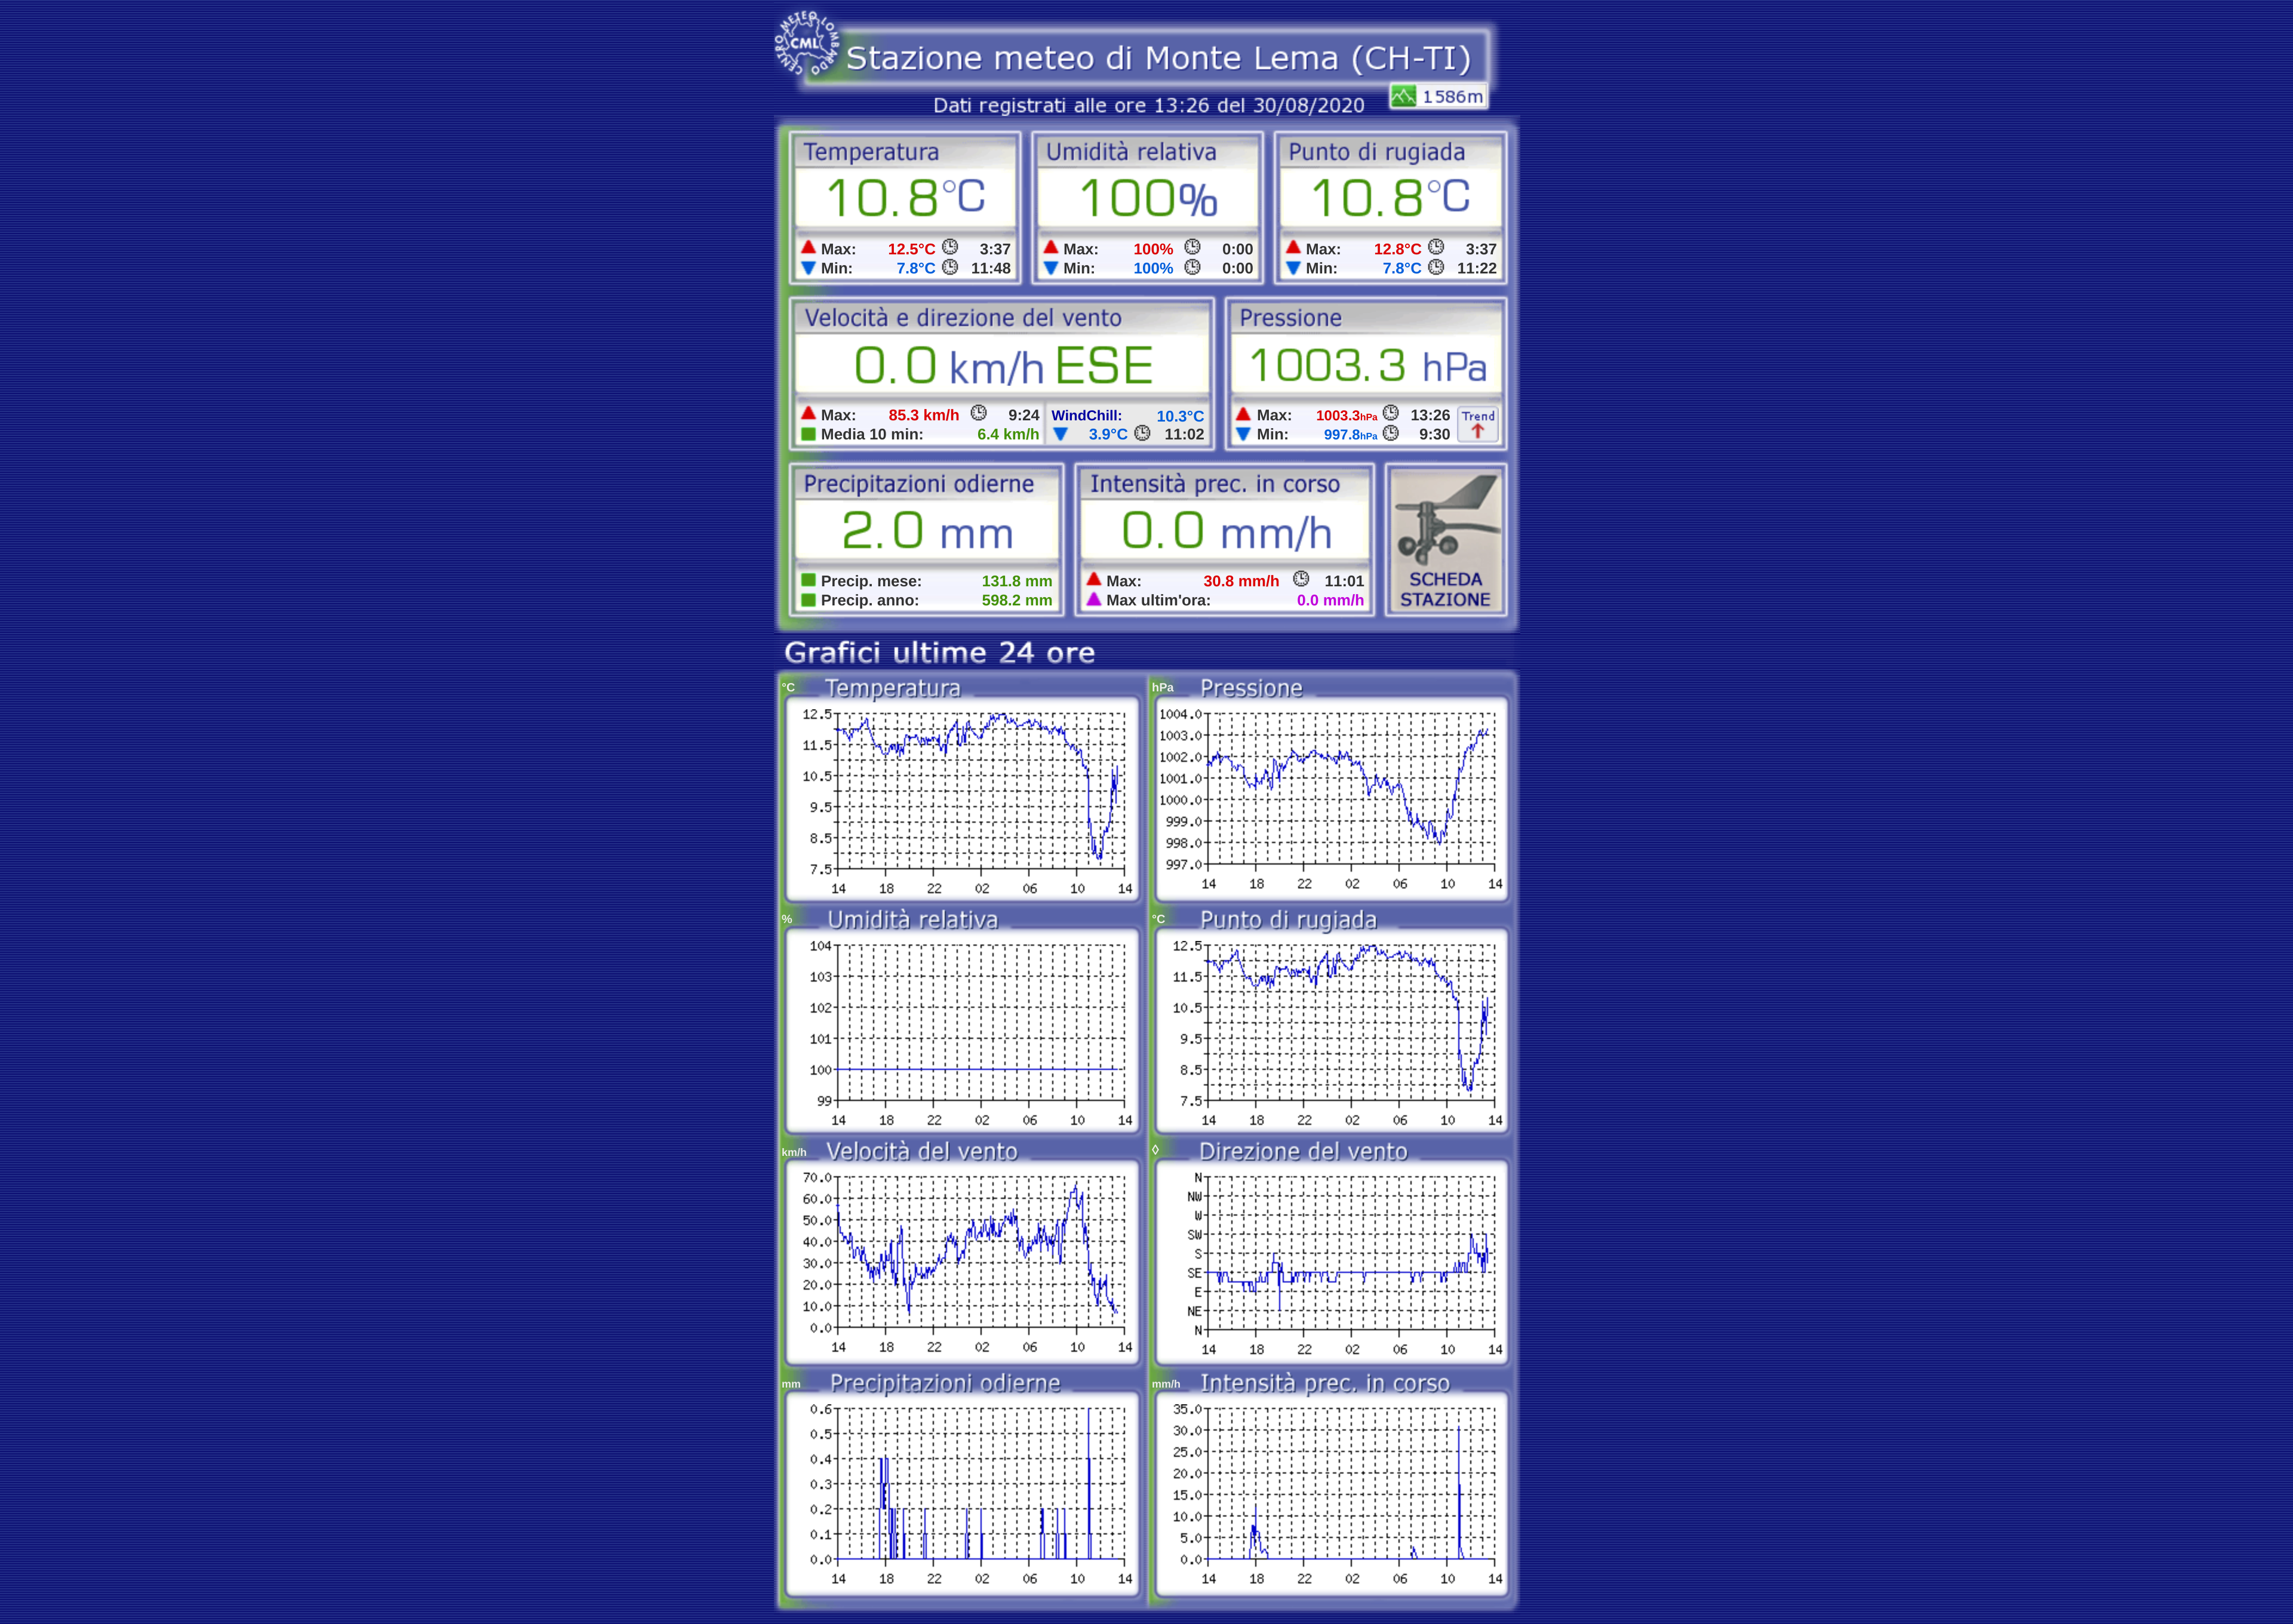 CENTRO METEO LOMBARDO
CML
Stazione meteo di Monte Lema (CH-TI)
Dati registrati alle ore 13:26 del 30/08/2020
1586m
Temperatura
10.8°C
Max: 12.5°C 3:37
Min: 7.8°C 11:48
Umidità relativa
100%
Max: 100% 0:00
Min: 100% 0:00
Punto di rugiada
10.8°C
Max: 12.8°C 3:37
Min: 7.8°C 11:22
Velocità e direzione del vento
0.0 km/h ESE
Max: 85.3 km/h 9:24
Media 10 min: 6.4 km/h
WindChill: 10.3°C
3.9°C 11:02
Pressione
1003.3 hPa
Max: 1003.3hPa 13:26
Min: 997.8hPa 9:30
Trend
Precipitazioni odierne
2.0 mm
Precip. mese: 131.8 mm
Precip. anno: 598.2 mm
Intensità prec. in corso
0.0 mm/h
Max: 30.8 mm/h 11:01
Max ultim'ora: 0.0 mm/h
SCHEDA
STAZIONE
Grafici ultime 24 ore
°C Temperatura
12.5
11.5
10.5
9.5
8.5
7.5
14 18 22 02 06 10 14
hPa Pressione
1004.0
1003.0
1002.0
1001.0
1000.0
999.0
998.0
997.0
14 18 22 02 06 10 14
% Umidità relativa
104
103
102
101
100
99
14 18 22 02 06 10 14
°C Punto di rugiada
12.5
11.5
10.5
9.5
8.5
7.5
14 18 22 02 06 10 14
km/h Velocità del vento
70.0
60.0
50.0
40.0
30.0
20.0
10.0
0.0
14 18 22 02 06 10 14
◊ Direzione del vento
N
NW
W
SW
S
SE
E
NE
N
14 18 22 02 06 10 14
mm Precipitazioni odierne
0.6
0.5
0.4
0.3
0.2
0.1
0.0
14 18 22 02 06 10 14
mm/h Intensità prec. in corso
35.0
30.0
25.0
20.0
15.0
10.0
5.0
0.0
14 18 22 02 06 10 14